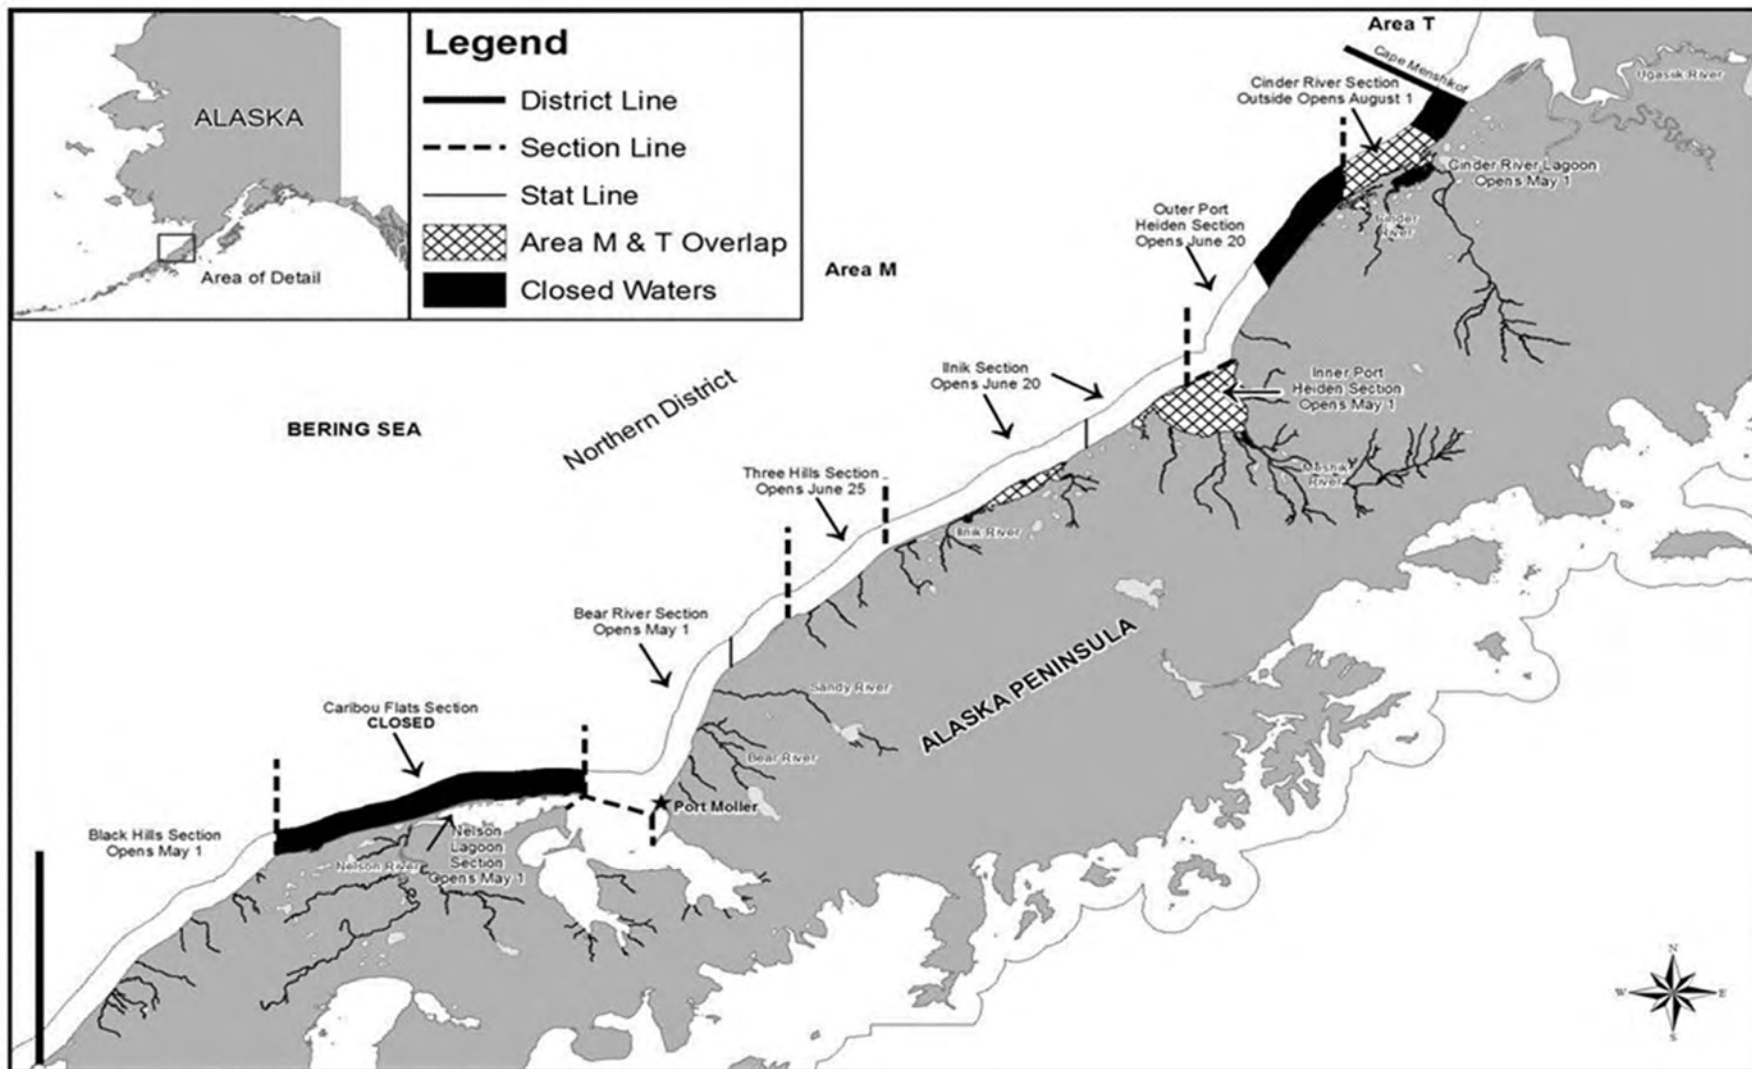 ALASKA
Area of Detail
Legend
District Line
Section Line
Stat Line
Area M & T Overlap
Closed Waters
Area T
Cape Menshkof
Ugasiik River
Cinder River Section
Outside Opens August 1
Cinder River Lagoon
Opens May 1
Cinder
River
Outer Port
Heiden Section
Opens June 20
Area M
Ilnik Section
Opens June 20
Inner Port
Heiden Section
Opens May 1
Northern District
BERING SEA
River
Three Hills Section
Opens June 25
Ilnik River
Bear River Section
Opens May 1
ALASKA PENINSULA
Sandy River
Caribou Flats Section
CLOSED
Bear River
Port Moller
Black Hills Section
Opens May 1
Nelson
Lagoon
Section
Opens May 1
Nelson River
N
W
E
S